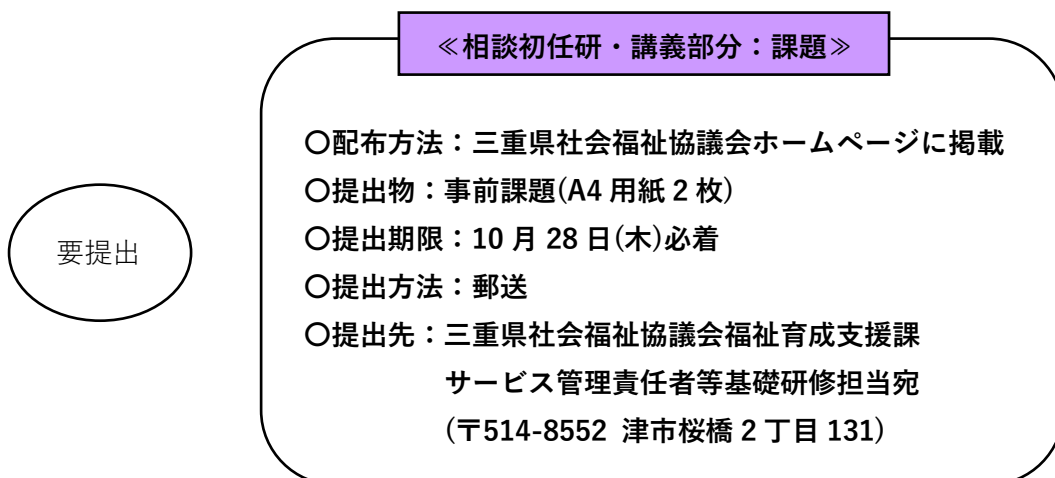 ≪相談初任研・講義部分：課題≫
〇配布方法：三重県社会福祉協議会ホームページに掲載
〇提出物：事前課題(A4 用紙 2 枚)
〇提出期限：10 月 28 日(木)必着
〇提出方法：郵送
〇提出先：三重県社会福祉協議会福祉育成支援課
サービス管理責任者等基礎研修担当宛
(〒514-8552 津市桜橋 2 丁目 131)
要提出